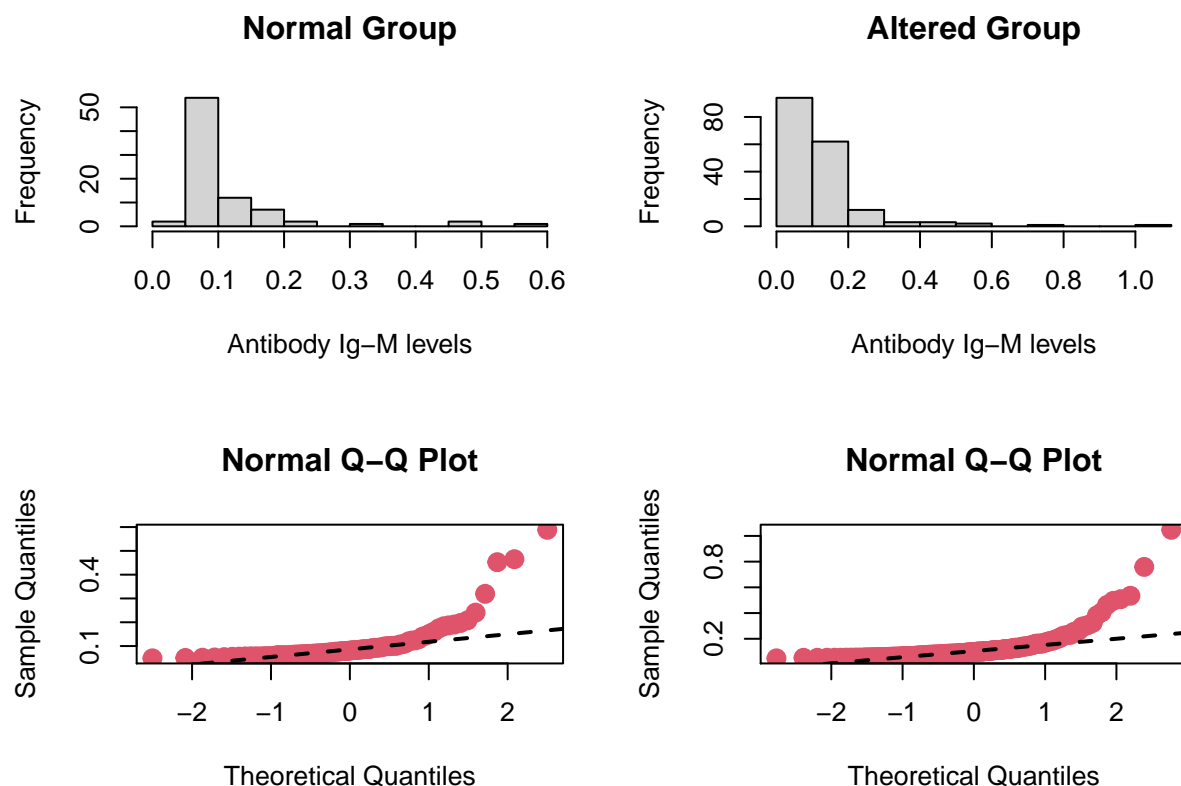 Normal Group
Frequency
0 20 50
0.0 0.1 0.2 0.3 0.4 0.5 0.6
Antibody Ig−M levels
Altered Group
Frequency
0 40 80
0.0 0.2 0.4 0.6 0.8 1.0
Antibody Ig−M levels
Normal Q−Q Plot
Sample Quantiles
0.1 0.4
−2 −1 0 1 2
Theoretical Quantiles
Normal Q−Q Plot
Sample Quantiles
0.2 0.8
−2 −1 0 1 2
Theoretical Quantiles